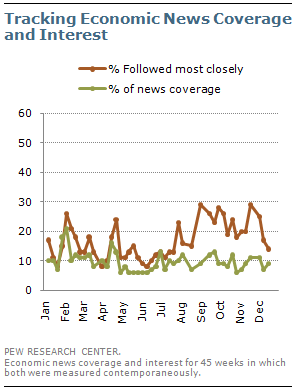 Tracking Economic News Coverage
and Interest
% Followed most closely
% of news coverage
60
50
40
30
20
10
0
Jan
Feb
Mar
Apr
May
Jun
Jul
Aug
Sep
Oct
Nov
Dec
PEW RESEARCH CENTER.
Economic news coverage and interest for 45 weeks in which
both were measured contemporaneously.